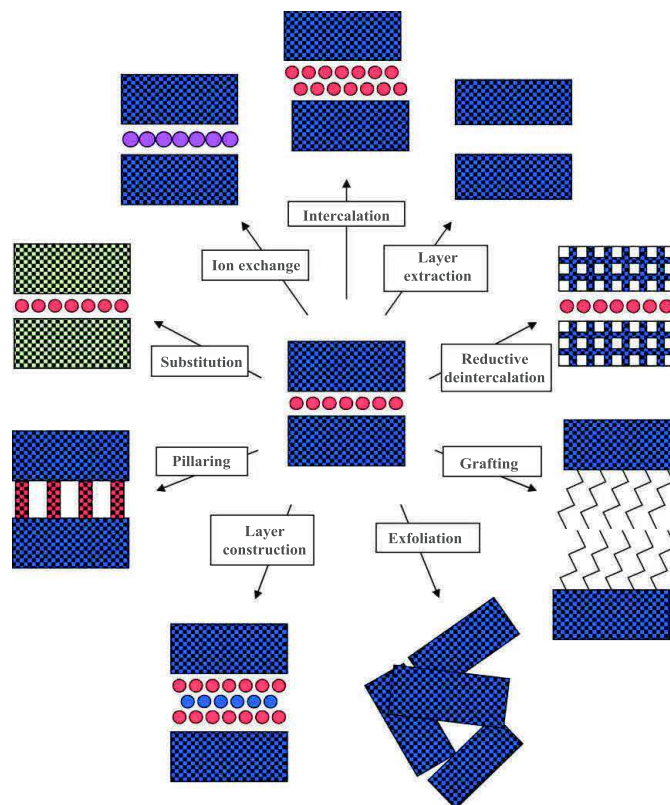 Intercalation
Ion exchange
Layer
extraction
Substitution
Reductive
deintercalation
Pillaring
Grafting
Layer
construction
Exfoliation